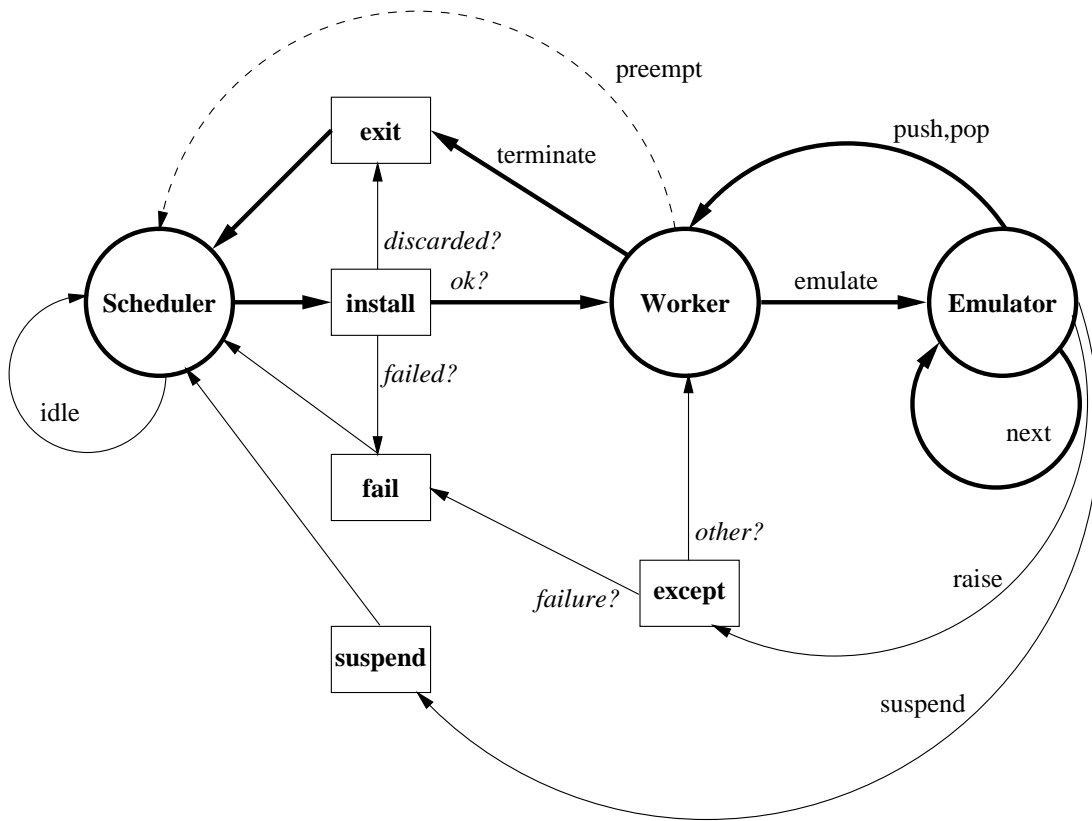 preempt
push,pop
exit
terminate
discarded?
Scheduler
install
ok?
Worker
emulate
Emulator
failed?
idle
next
fail
other?
failure?
except
raise
suspend
suspend